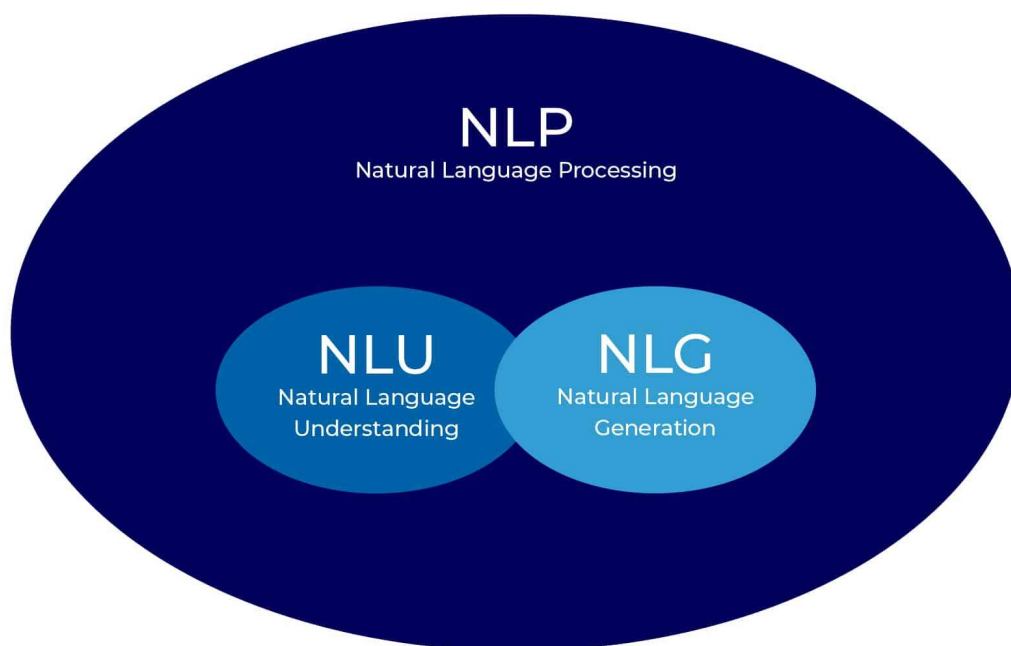 NLP
Natural Language Processing
NLU
Natural Language
Understanding
NLG
Natural Language
Generation